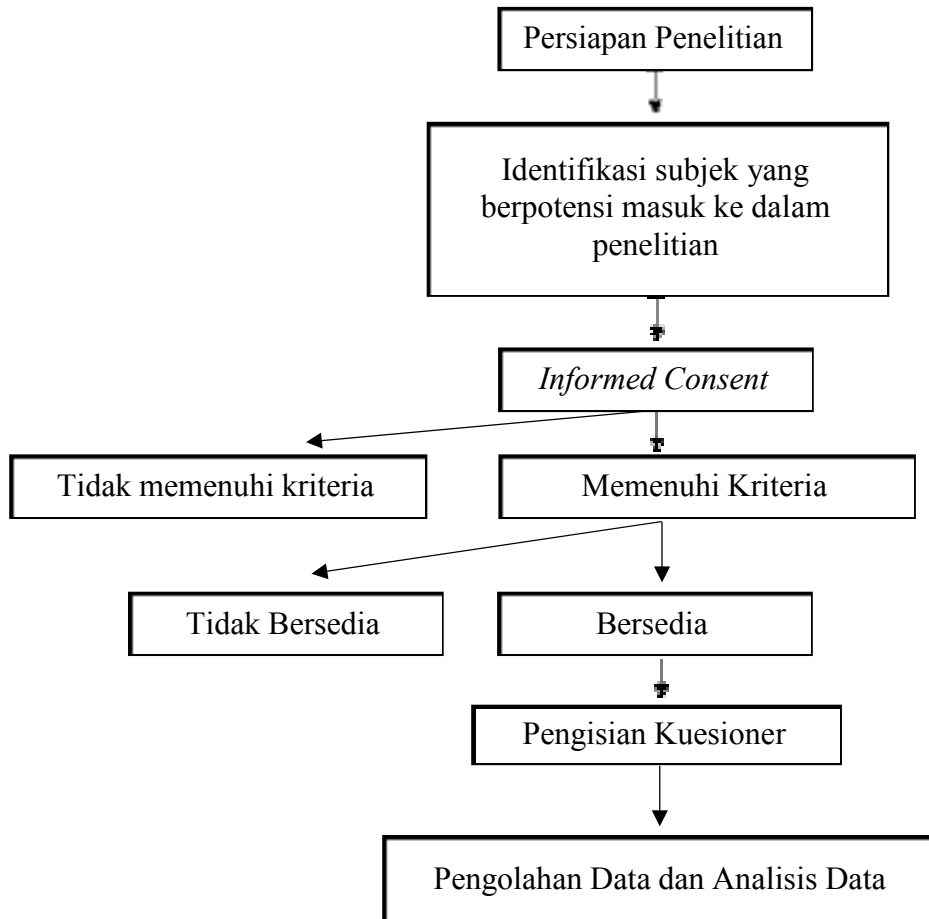 Persiapan Penelitian
Identifikasi subjek yang
berpotensi masuk ke dalam
penelitian
Informed Consent
Tidak memenuhi kriteria
Memenuhi Kriteria
Tidak Bersedia
Bersedia
Pengisian Kuesioner
Pengolahan Data dan Analisis Data